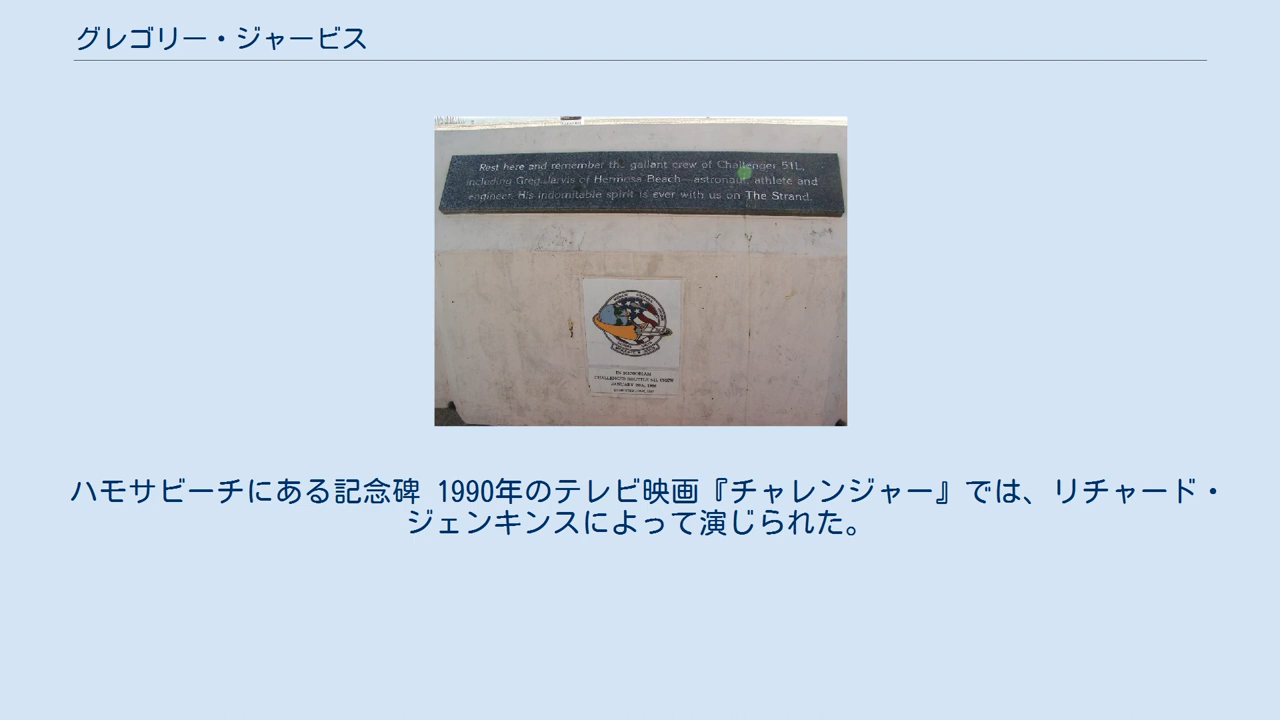 グレゴリー・ジャービス
Rest here and remember the gallant crew of Challenger 51L,
including Greg Jarvis of Hermosa Beach—astronaut, athlete and
engineer. His indomitable spirit is ever with us on The Strand.
IN MEMORIAM
CHALLENGER SHUTTLE 51L CREW
JANUARY 28th, 1986
ハモサビーチにある記念碑 1990年のテレビ映画『チャレンジャー』では、リチャード・
ジェンキンスによって演じられた。